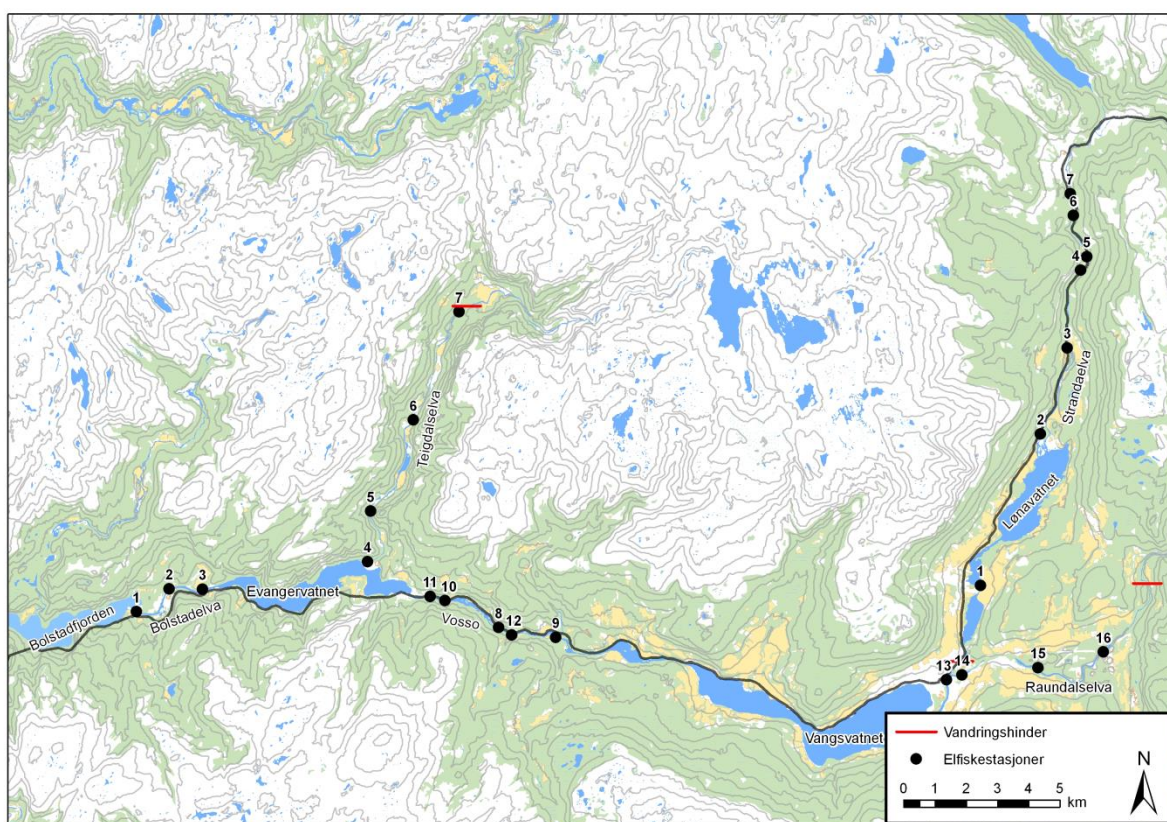 7
6
5
4
7
3
Strandaelva
6
2
Teigdalselva
Lønavatnet
5
4
1
2
3
Evangervatnet
11
10
1
Bolstadfjorden
Bolstadelva
Vosso
8
12
9
16
15
14
13
Raundalselva
Vangsvatnet
Vandringshinder
Elfiskestasjoner
N
0 1 2 3 4 5
km